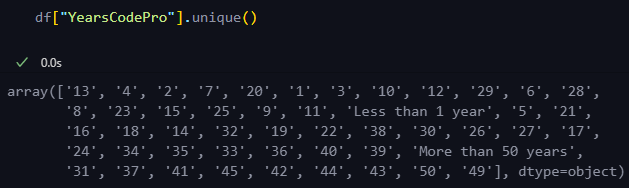 df["YearsCodePro"].unique()
✓ 0.0s
array(['13', '4', '2', '7', '20', '1', '3', '10', '12', '29', '6', '28',
'8', '23', '15', '25', '9', '11', 'Less than 1 year', '5', '21',
'16', '18', '14', '32', '19', '22', '38', '30', '26', '27', '17',
'24', '34', '35', '33', '36', '40', '39', 'More than 50 years',
'31', '37', '41', '45', '42', '44', '43', '50', '49'], dtype=object)